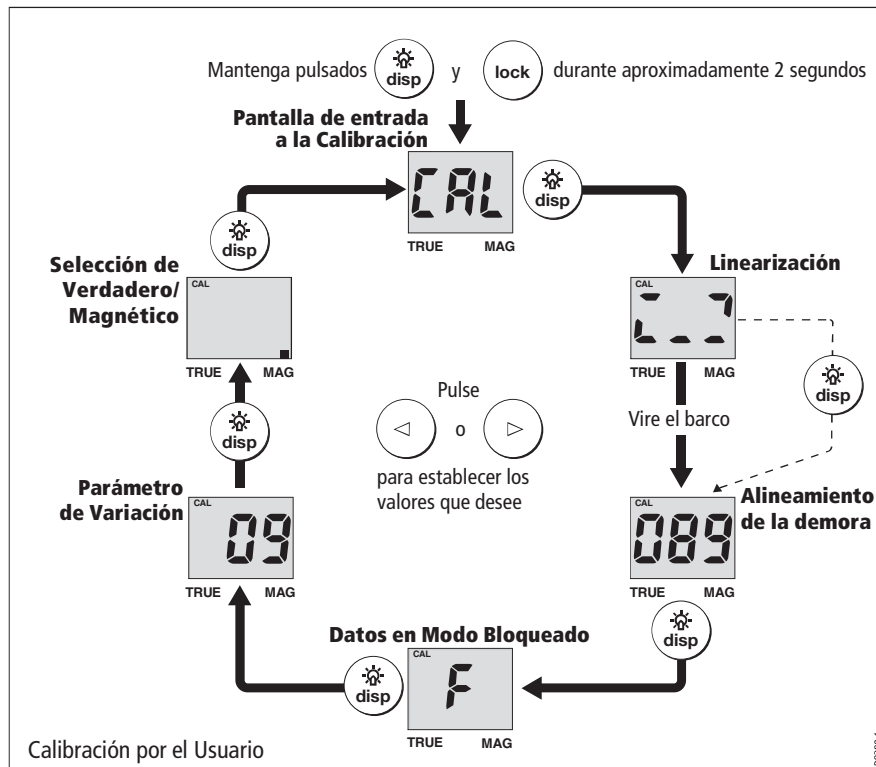 Mantenga pulsados disp y lock durante aproximadamente 2 segundos
Pantalla de entrada
a la Calibración
CAL
TRUE MAG
disp
Linearización
CAL
TRUE MAG
disp
Vire el barco
Alineamiento
de la demora
CAL
089
TRUE MAG
disp
Datos en Modo Bloqueado
CAL
F
TRUE MAG
disp
Parámetro
de Variación
CAL
09
TRUE MAG
disp
Selección de
Verdadero/
Magnético
CAL
TRUE MAG
disp
Pulse
o
para establecer los
valores que desee
Calibración por el Usuario